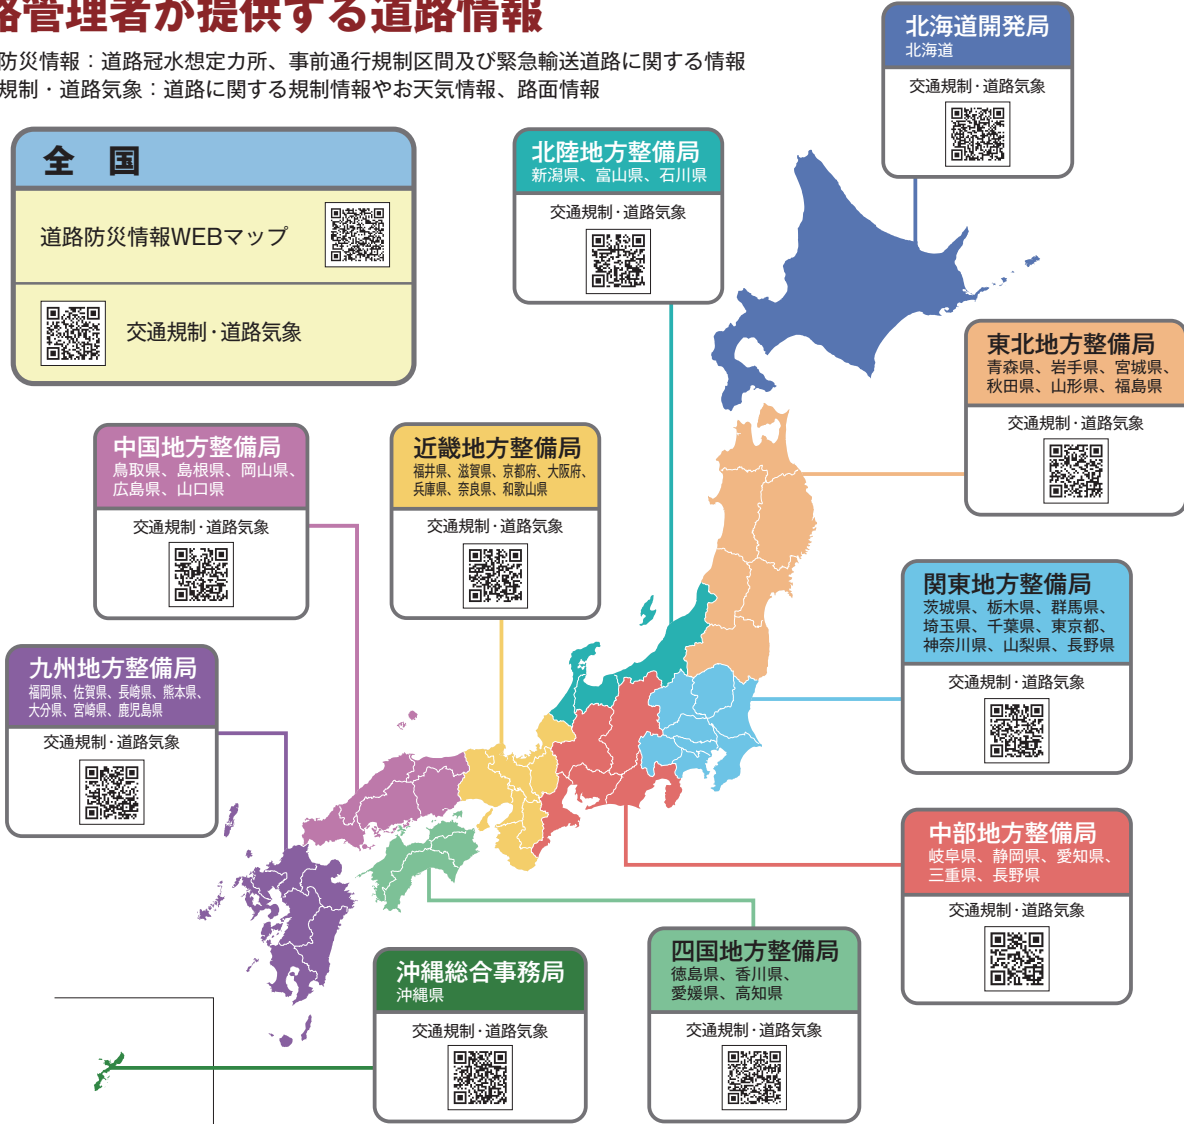 路管理者が提供する道路情報
防災情報：道路冠水想定カ所、事前通行規制区間及び緊急輸送道路に関する情報
規制・道路気象：道路に関する規制情報やお天気情報、路面情報
全 国
道路防災情報WEBマップ
交通規制・道路気象
北海道開発局
北海道
交通規制・道路気象
北陸地方整備局
新潟県、富山県、石川県
交通規制・道路気象
東北地方整備局
青森県、岩手県、宮城県、
秋田県、山形県、福島県
交通規制・道路気象
中国地方整備局
鳥取県、島根県、岡山県、
広島県、山口県
交通規制・道路気象
近畿地方整備局
福井県、滋賀県、京都府、大阪府、
兵庫県、奈良県、和歌山県
交通規制・道路気象
関東地方整備局
茨城県、栃木県、群馬県、
埼玉県、千葉県、東京都、
神奈川県、山梨県、長野県
交通規制・道路気象
九州地方整備局
福岡県、佐賀県、長崎県、熊本県、
大分県、宮崎県、鹿児島県
交通規制・道路気象
中部地方整備局
岐阜県、静岡県、愛知県、
三重県、長野県
交通規制・道路気象
四国地方整備局
徳島県、香川県、
愛媛県、高知県
交通規制・道路気象
沖縄総合事務局
沖縄県
交通規制・道路気象